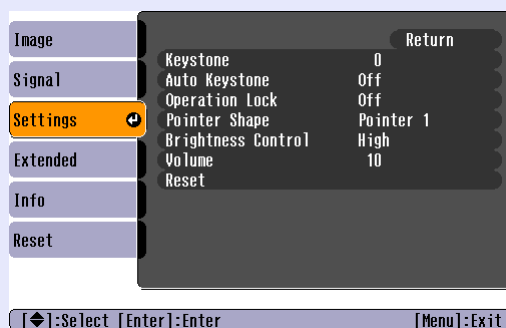 Image
Signal
Settings
Extended
Info
Reset
Return
Keystone 0
Auto Keystone Off
Operation Lock Off
Pointer Shape Pointer 1
Brightness Control High
Volume 10
Reset
[◆]:Select [Enter]:Enter [Menu]:Exit